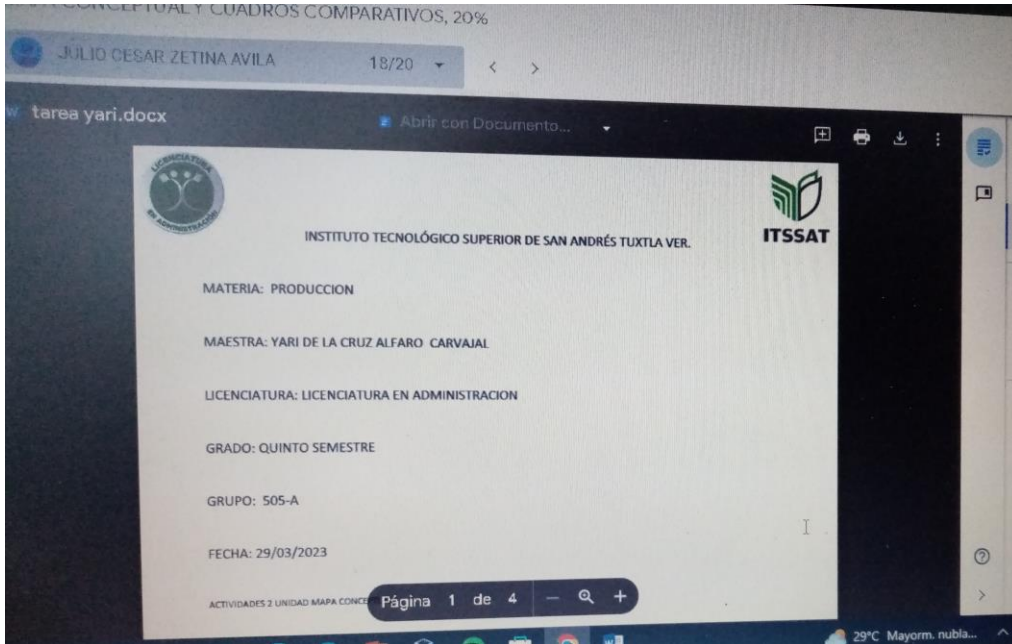 CONCEPTUAL Y CUADROS COMPARATIVOS, 20%
JULIO CESAR ZETINA AVILA 18/20
tarea yari.docx Abrir con Documento...
LICENCIATURA
EN ADMINISTRACIÓN
ITSSAT
INSTITUTO TECNOLÓGICO SUPERIOR DE SAN ANDRÉS TUXTLA VER.
MATERIA: PRODUCCION
MAESTRA: YARI DE LA CRUZ ALFARO CARVAJAL
LICENCIATURA: LICENCIATURA EN ADMINISTRACION
GRADO: QUINTO SEMESTRE
GRUPO: 505-A
FECHA: 29/03/2023
ACTIVIDADES 2 UNIDAD MAPA CONCE
Página 1 de 4
29°C Mayorm. nubla...